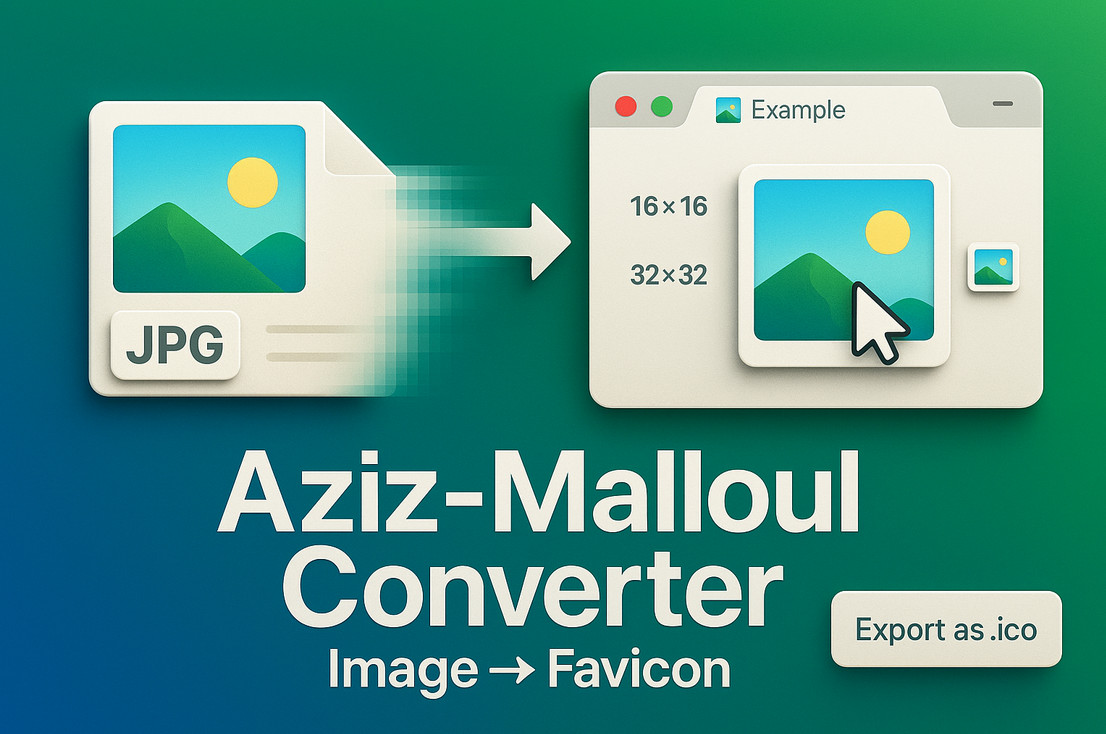 Example
16×16
32×32
JPG
Aziz-Malloul
Converter
Image → Favicon
Export as .ico